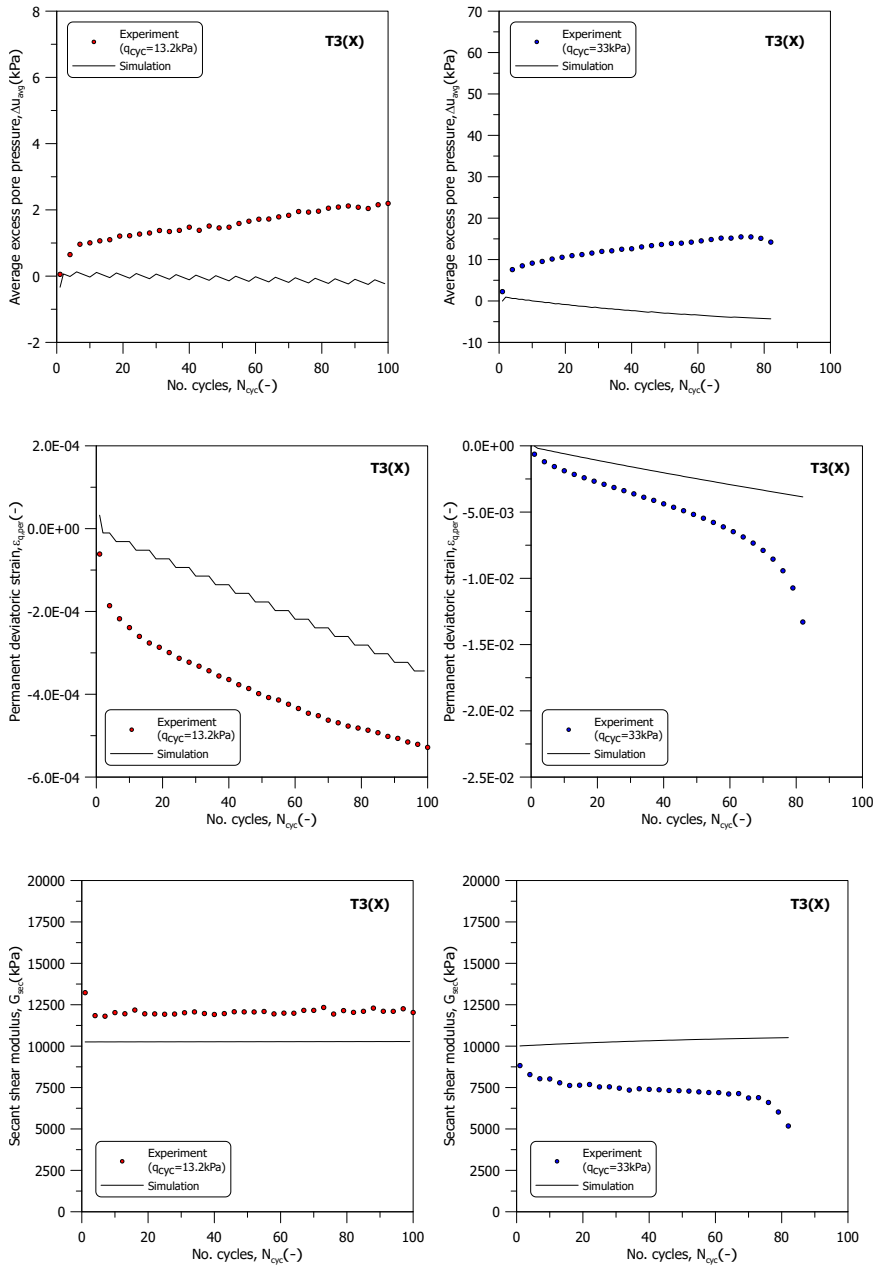 Average excess pore pressure,Δu_avg(kPa)
8
6
4
2
0
-2
Experiment
(q_cyc=13.2kPa)
Simulation
T3(X)
0 20 40 60 80 100
No. cycles, N_cyc(-)
Average excess pore pressure,Δu_avg(kPa)
70
60
50
40
30
20
10
0
-10
Experiment
(q_cyc=33kPa)
Simulation
T3(X)
0 20 40 60 80 100
No. cycles, N_cyc(-)
Permanent deviatoric strain,ε_q,per(-)
2.0E-04
0.0E+00
-2.0E-04
-4.0E-04
-6.0E-04
T3(X)
Experiment
(q_cyc=13.2kPa)
Simulation
0 20 40 60 80 100
No. cycles, N_cyc(-)
Permanent deviatoric strain,ε_q,per(-)
0.0E+00
-5.0E-03
-1.0E-02
-1.5E-02
-2.0E-02
-2.5E-02
T3(X)
Experiment
(q_cyc=33kPa)
Simulation
0 20 40 60 80 100
No. cycles, N_cyc(-)
Secant shear modulus, G_sec(kPa)
20000
17500
15000
12500
10000
7500
5000
2500
0
T3(X)
Experiment
(q_cyc=13.2kPa)
Simulation
0 20 40 60 80 100
No. cycles, N_cyc(-)
Secant shear modulus, G_sec(kPa)
20000
17500
15000
12500
10000
7500
5000
2500
0
T3(X)
Experiment
(q_cyc=33kPa)
Simulation
0 20 40 60 80 100
No. cycles, N_cyc(-)